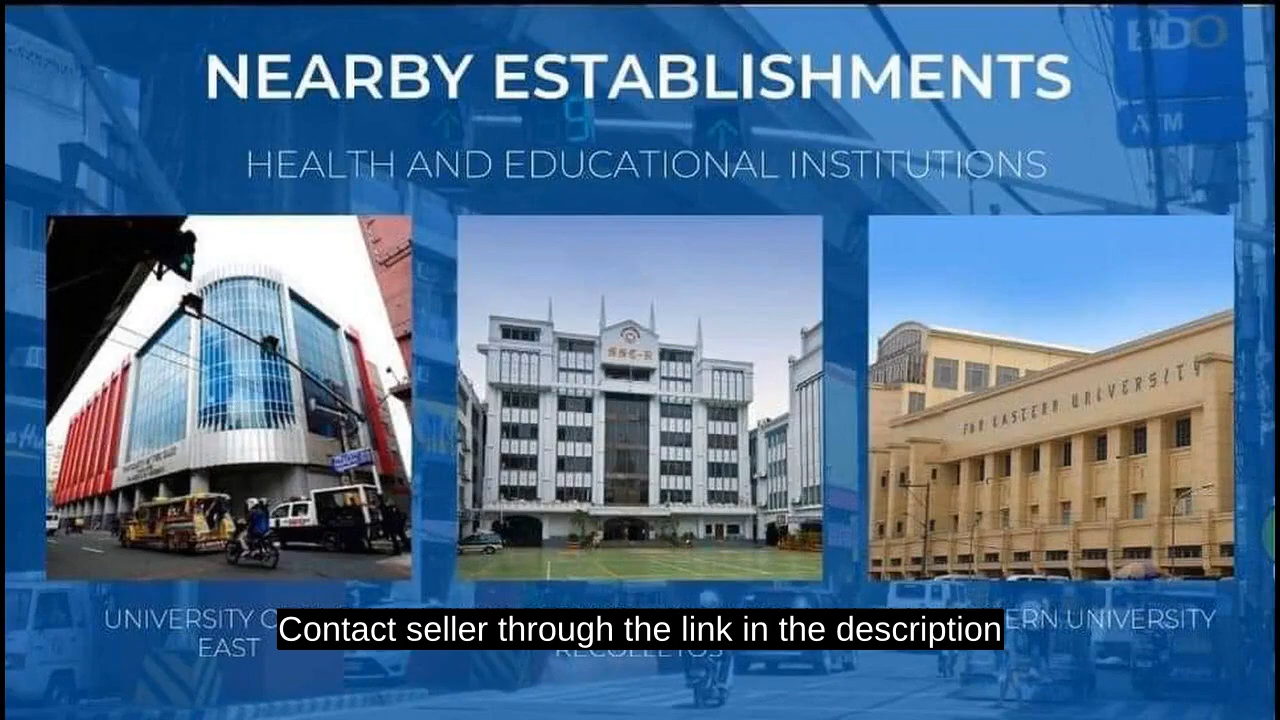 BDO
ATM
NEARBY ESTABLISHMENTS
HEALTH AND EDUCATIONAL INSTITUTIONS
SSC-R
FAR EASTERN UNIVERSITY
UNIVERSITY O
EAST
ERN UNIVERSITY
Contact seller through the link in the description